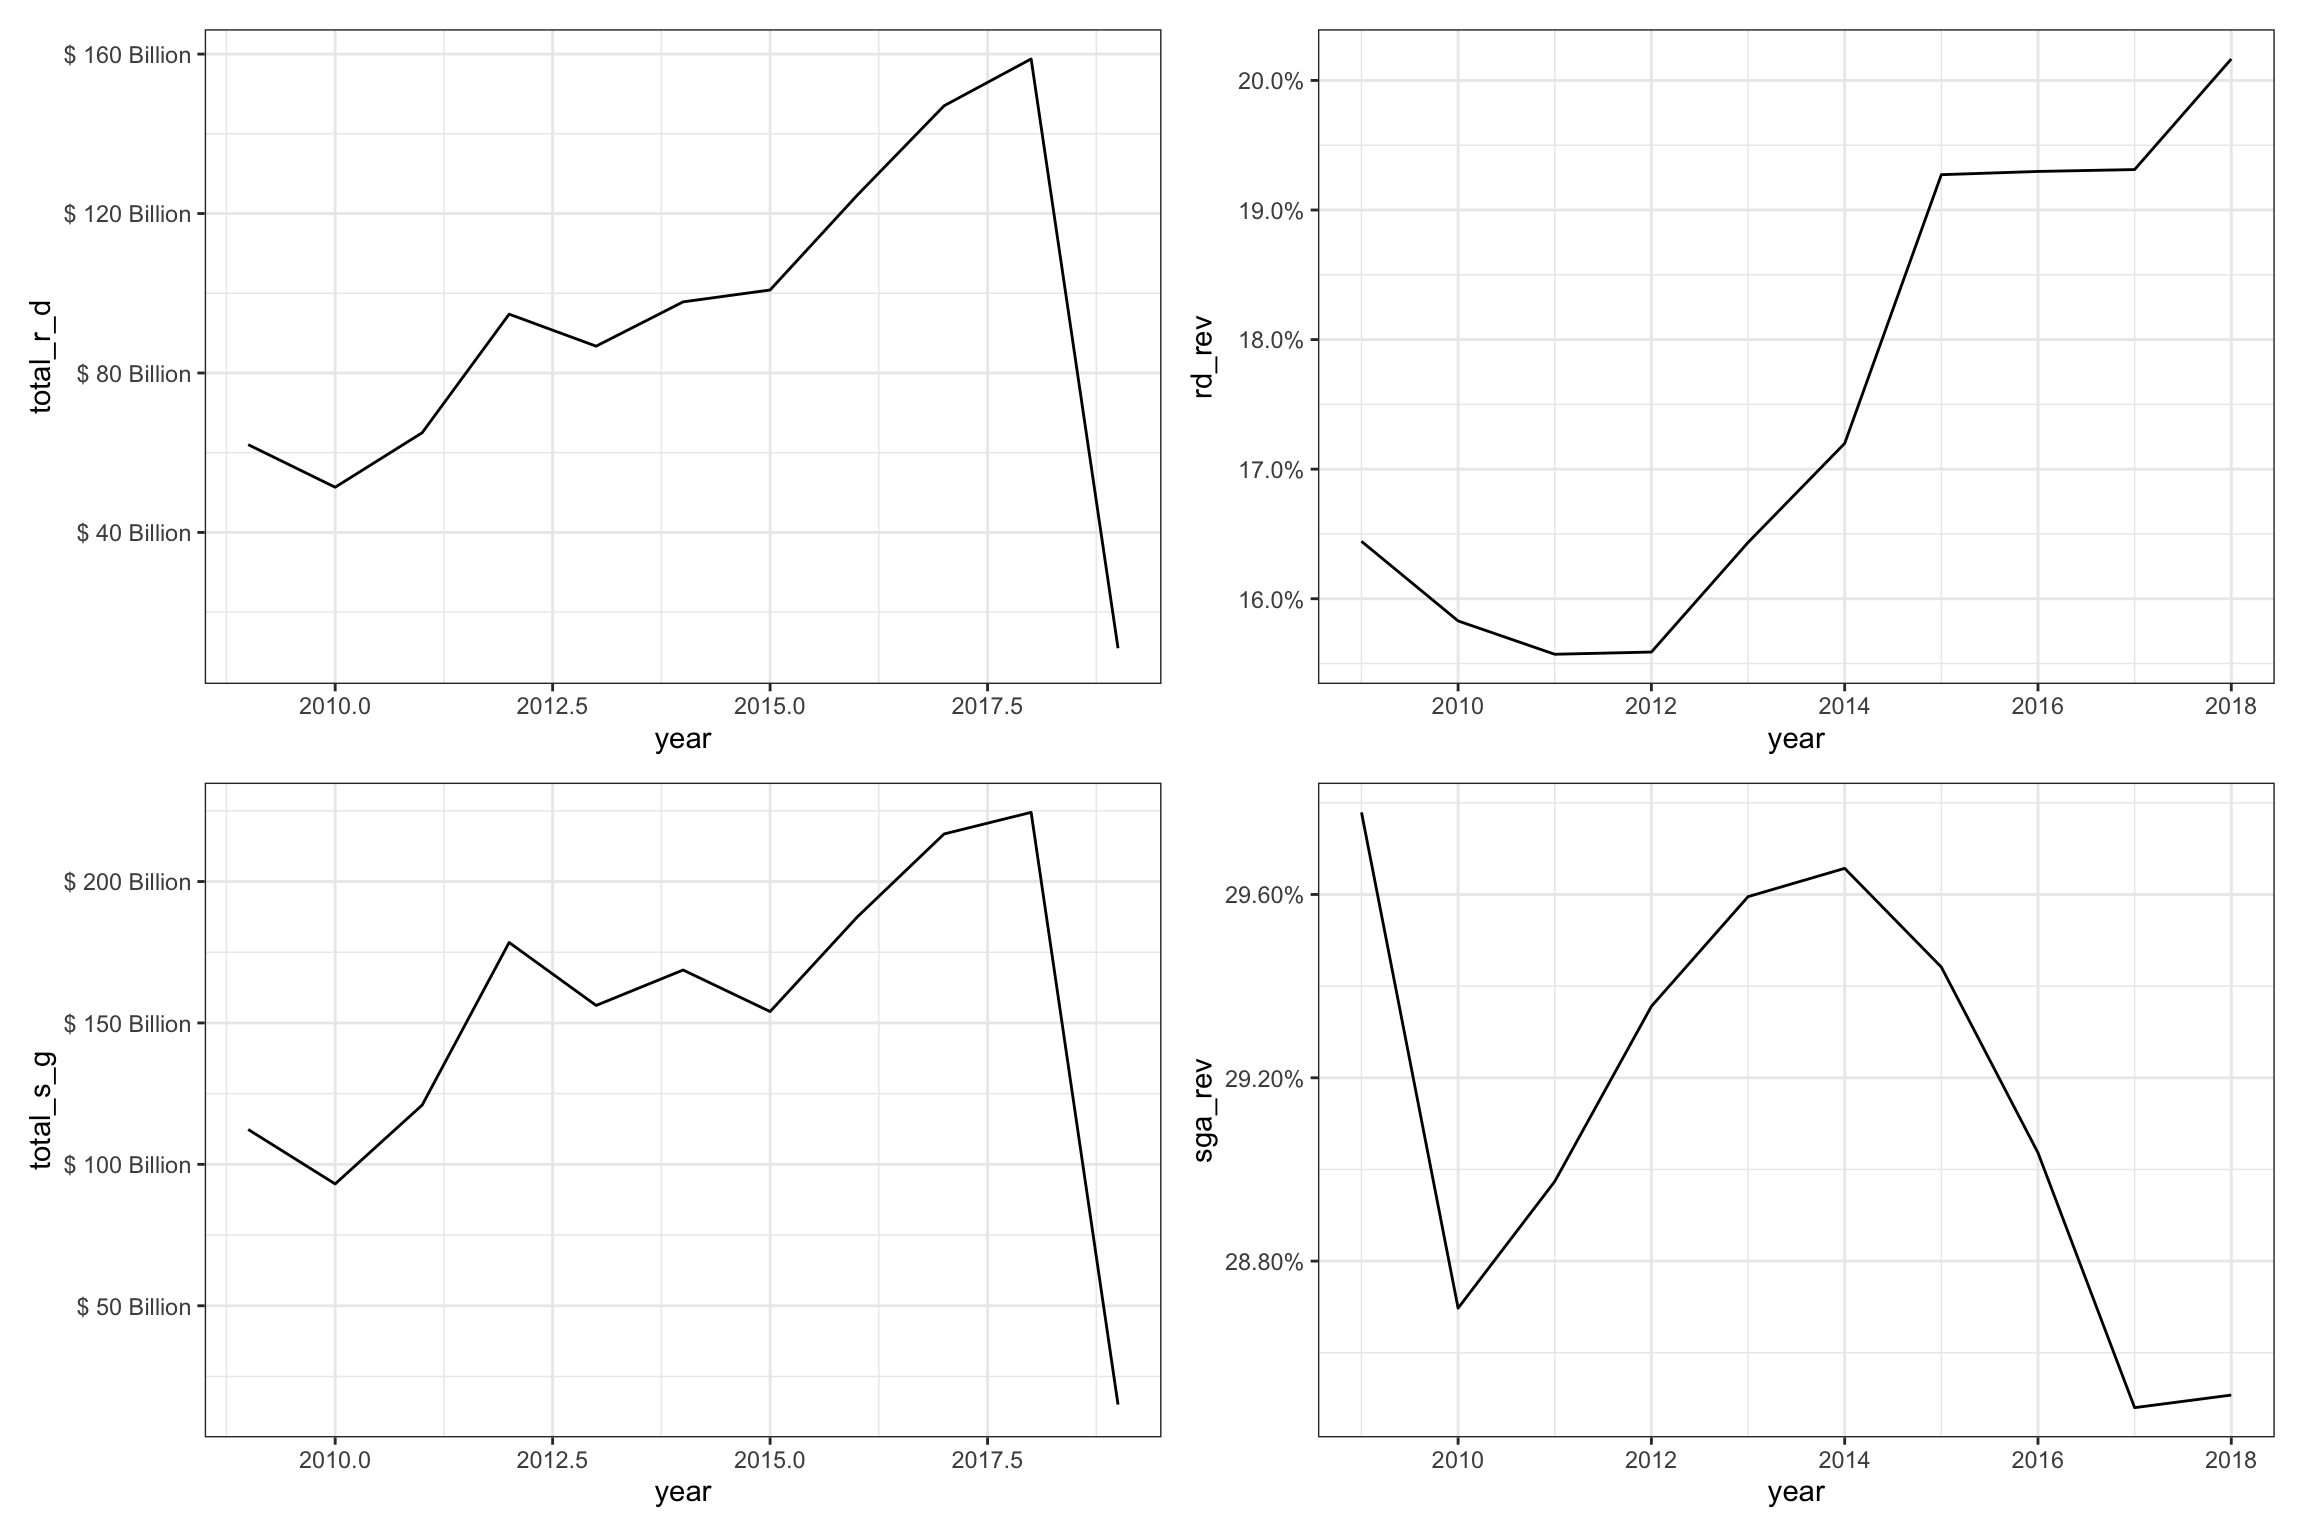 total_r_d
$ 160 Billion
$ 120 Billion
$ 80 Billion
$ 40 Billion
2010.0 2012.5 2015.0 2017.5
year
rd_rev
20.0%
19.0%
18.0%
17.0%
16.0%
2010 2012 2014 2016 2018
year
total_s_g
$ 200 Billion
$ 150 Billion
$ 100 Billion
$ 50 Billion
2010.0 2012.5 2015.0 2017.5
year
sga_rev
29.60%
29.20%
28.80%
2010 2012 2014 2016 2018
year